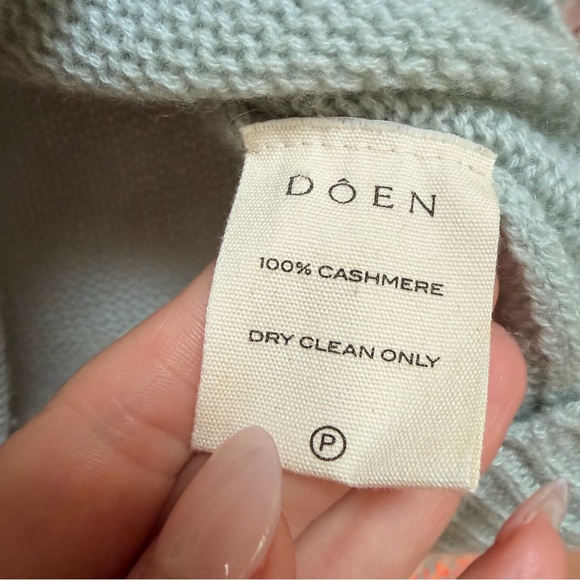 DÔEN
100% CASHMERE
DRY CLEAN ONLY
P